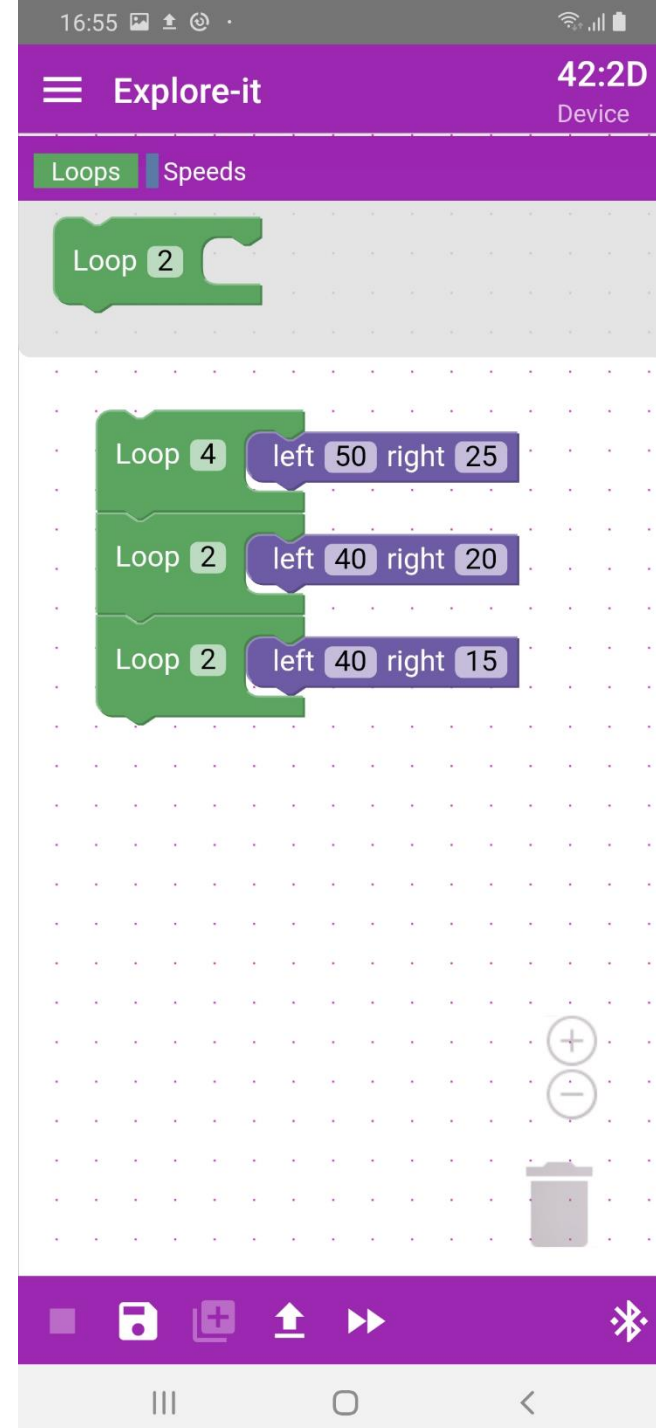 16:55
Explore-it
42:2D
Device
Loops
Speeds
Loop 2
Loop 4 left 50 right 25
Loop 2 left 40 right 20
Loop 2 left 40 right 15